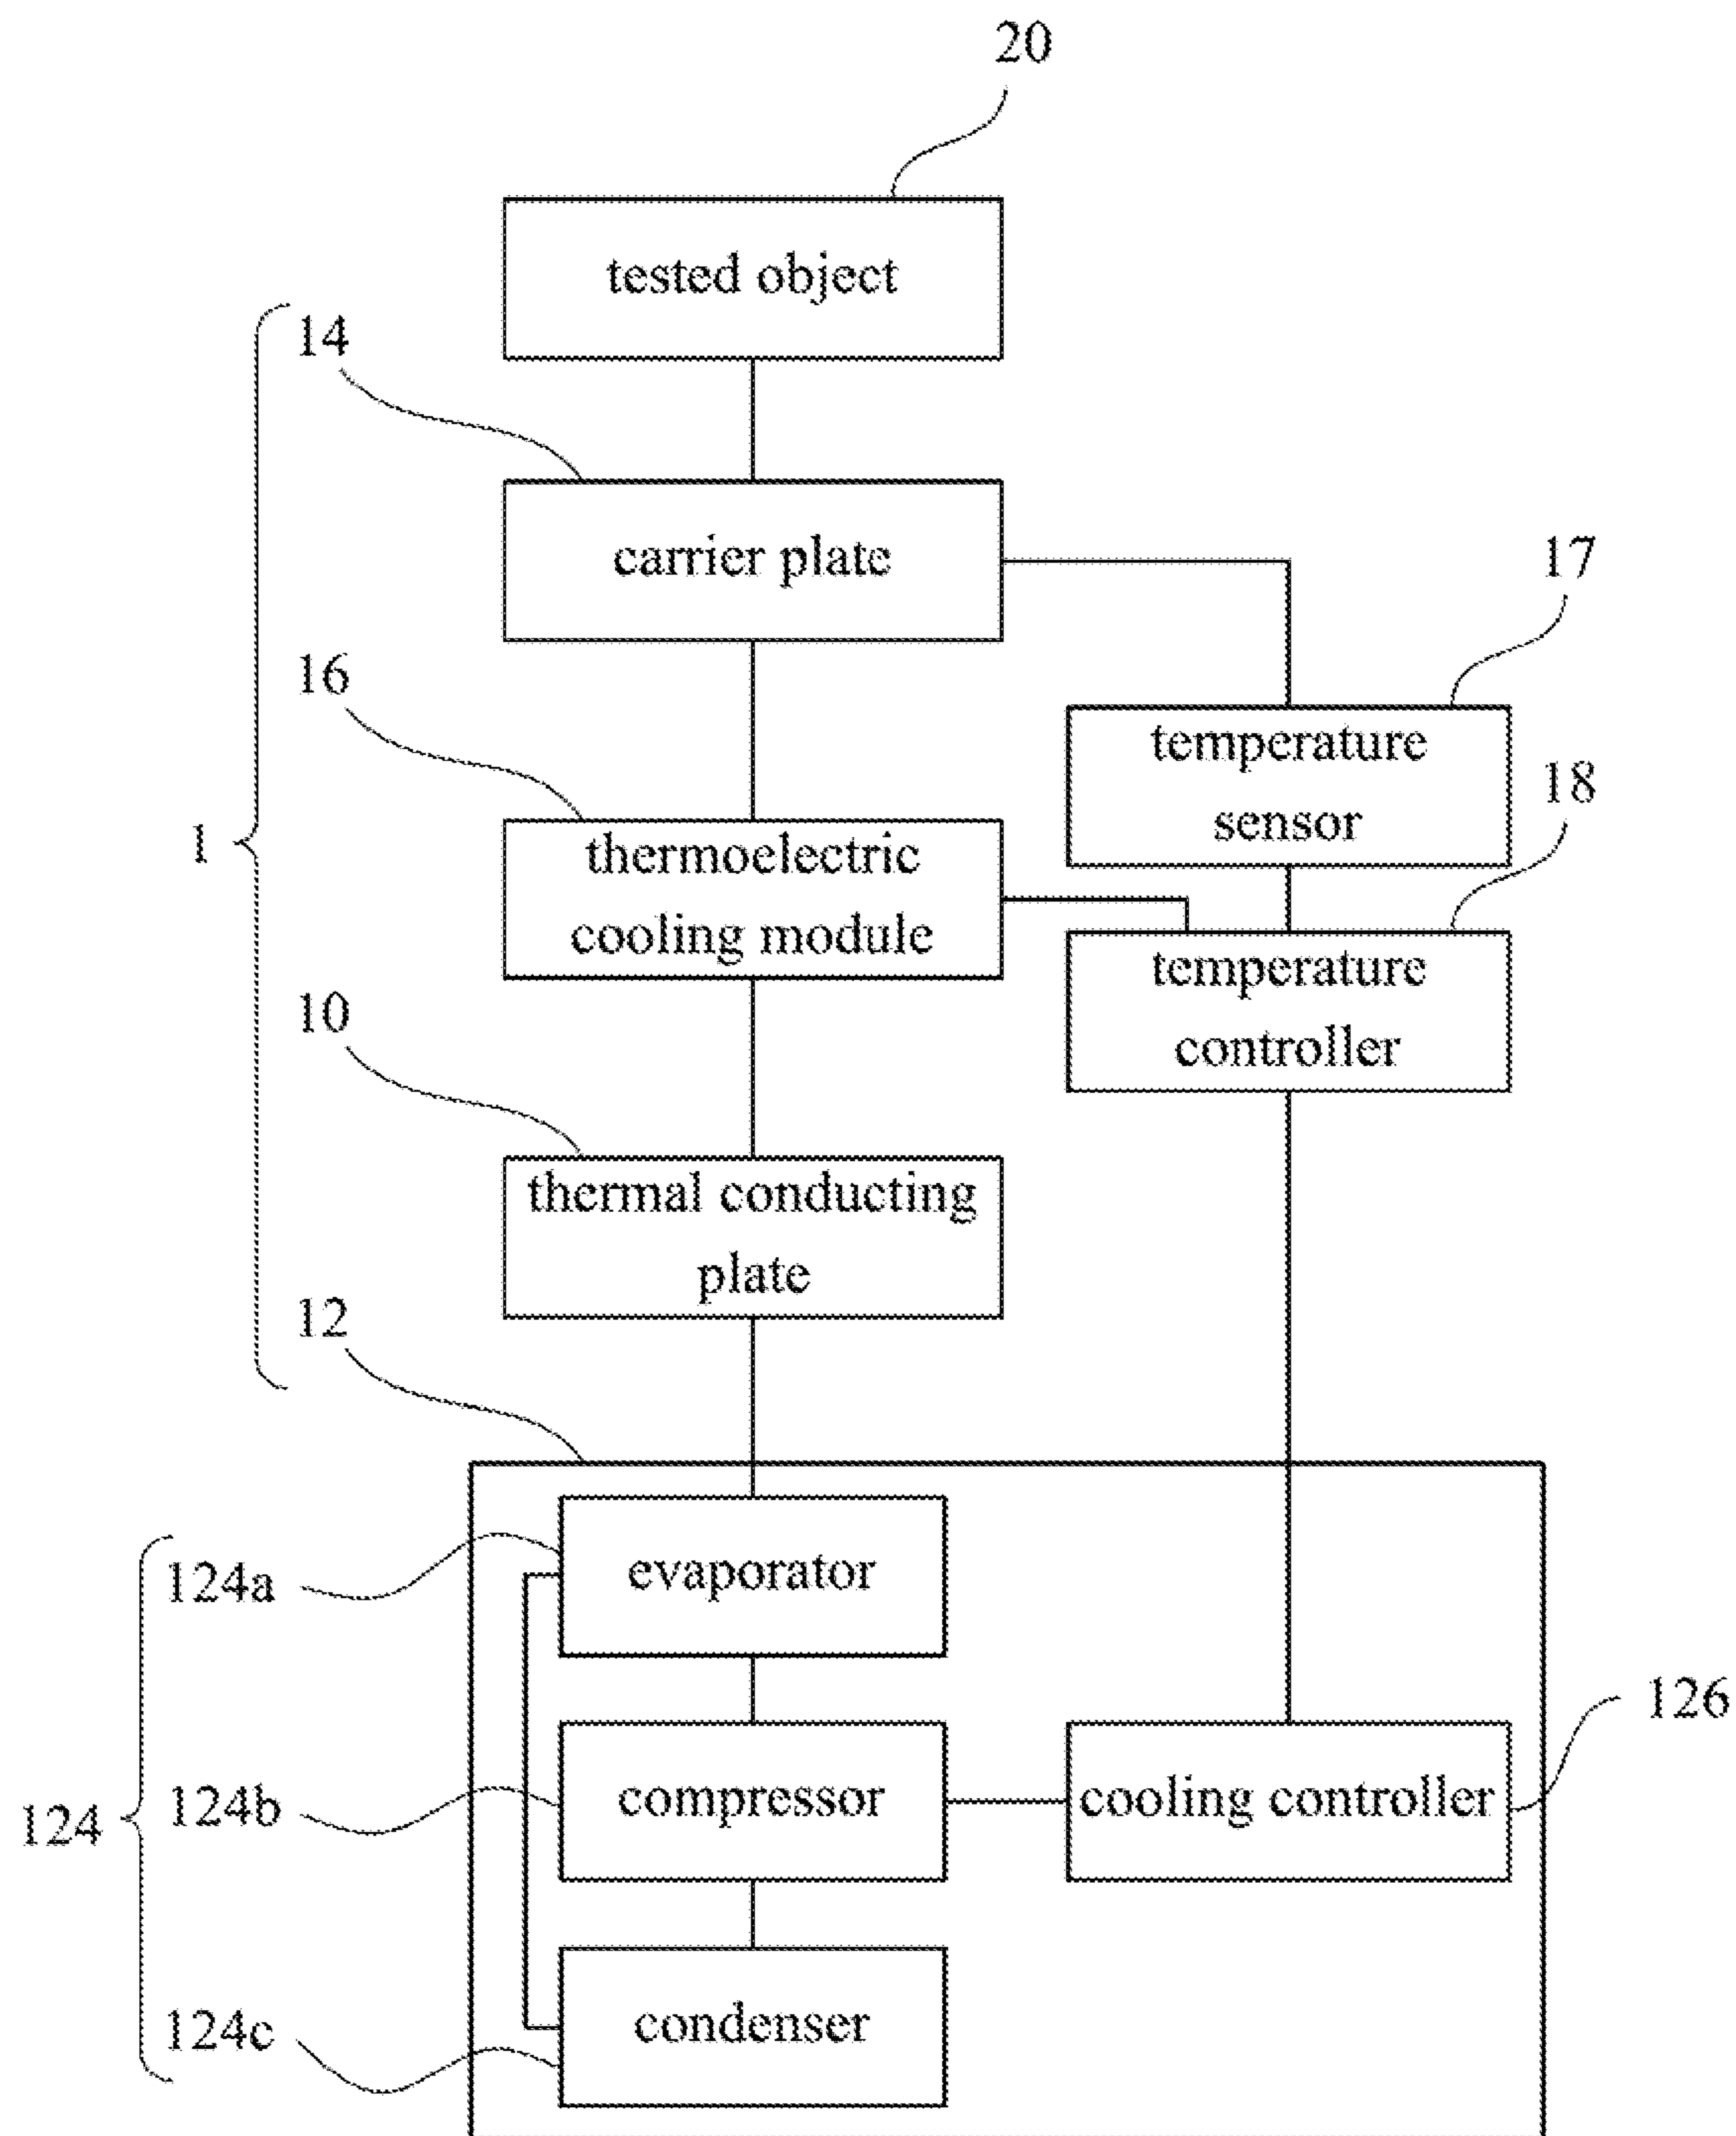 20
tested object
14
carrier plate
17
16
temperature
sensor
18
1
thermoelectric
cooling module
temperature
controller
10
thermal conducting
plate
12
124a
evaporator
126
124
124b
compressor
cooling controller
124c
condenser